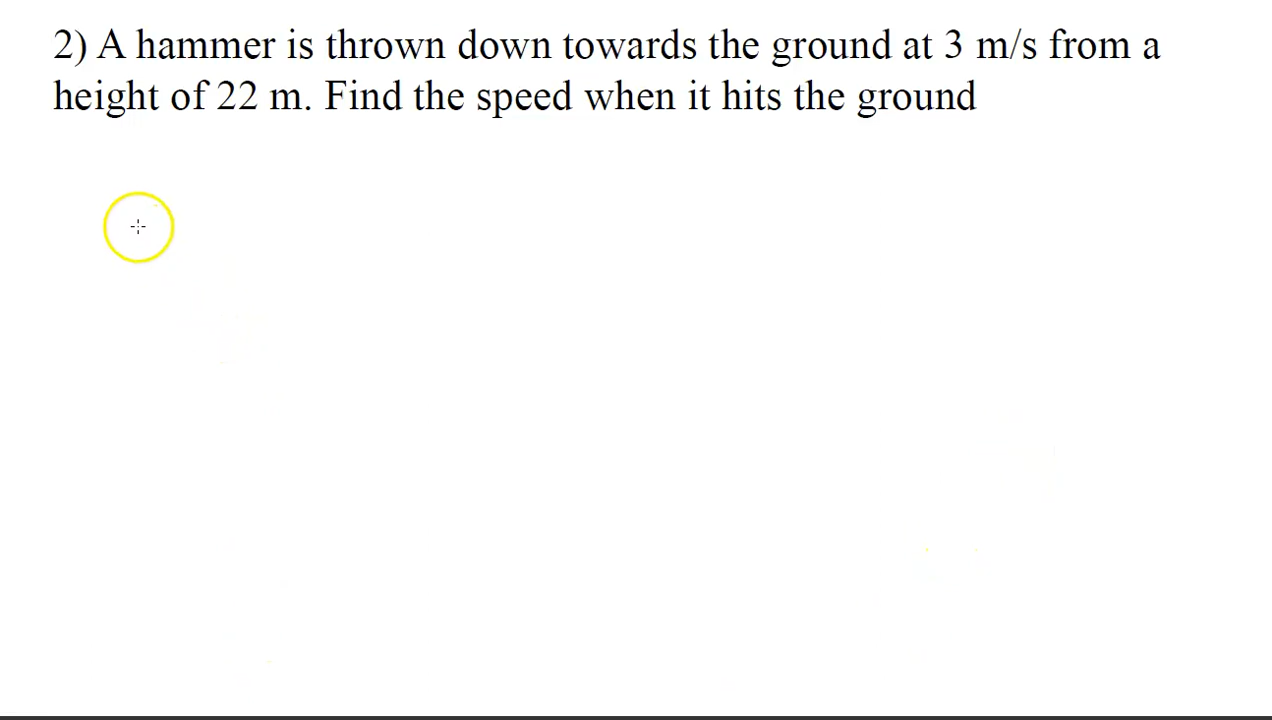 2) A hammer is thrown down towards the ground at 3 m/s from a
height of 22 m. Find the speed when it hits the ground